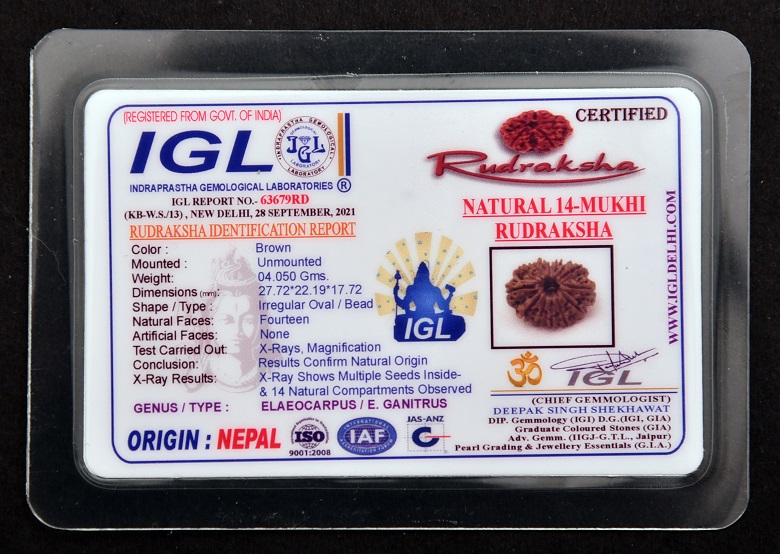 (REGISTERED FROM GOVT. OF INDIA)
IGL
INDRAPRASTHA GEMOLOGICAL LABORATORY
IGL
INDRAPRASTHA GEMOLOGICAL LABORATORIES ®
IGL REPORT NO.- 63679RD
(KB-W.S./13) , NEW DELHI, 28 SEPTEMBER, 2021
RUDRAKSHA IDENTIFICATION REPORT
Color : Brown
Mounted : Unmounted
Weight: 04.050 Gms.
Dimensions (mm): 27.72*22.19*17.72
Shape / Type : Irregular Oval / Bead
Natural Faces: Fourteen
Artificial Faces: None
Test Carried Out: X-Rays, Magnification
Conclusion: Results Confirm Natural Origin
X-Ray Results: X-Ray Shows Multiple Seeds Inside-
& 14 Natural Compartments Observed
GENUS / TYPE : ELAEOCARPUS / E. GANITRUS
ORIGIN : NEPAL
ISO
9001:2008
IAF
JAS-ANZ
IGL
CERTIFIED
Rudraksha
NATURAL 14-MUKHI
RUDRAKSHA
WWW.IGLDELHI.COM
ॐ
IGL
(CHIEF GEMMOLOGIST)
DEEPAK SINGH SHEKHAWAT
DIP. Gemmology (IGI) D.G.(IGI, GIA)
Graduate Coloured Stones (GIA)
Adv. Gemm. (IIGJ-G.T.L., Jaipur)
Pearl Grading & Jewellery Essentials (G.I.A.)